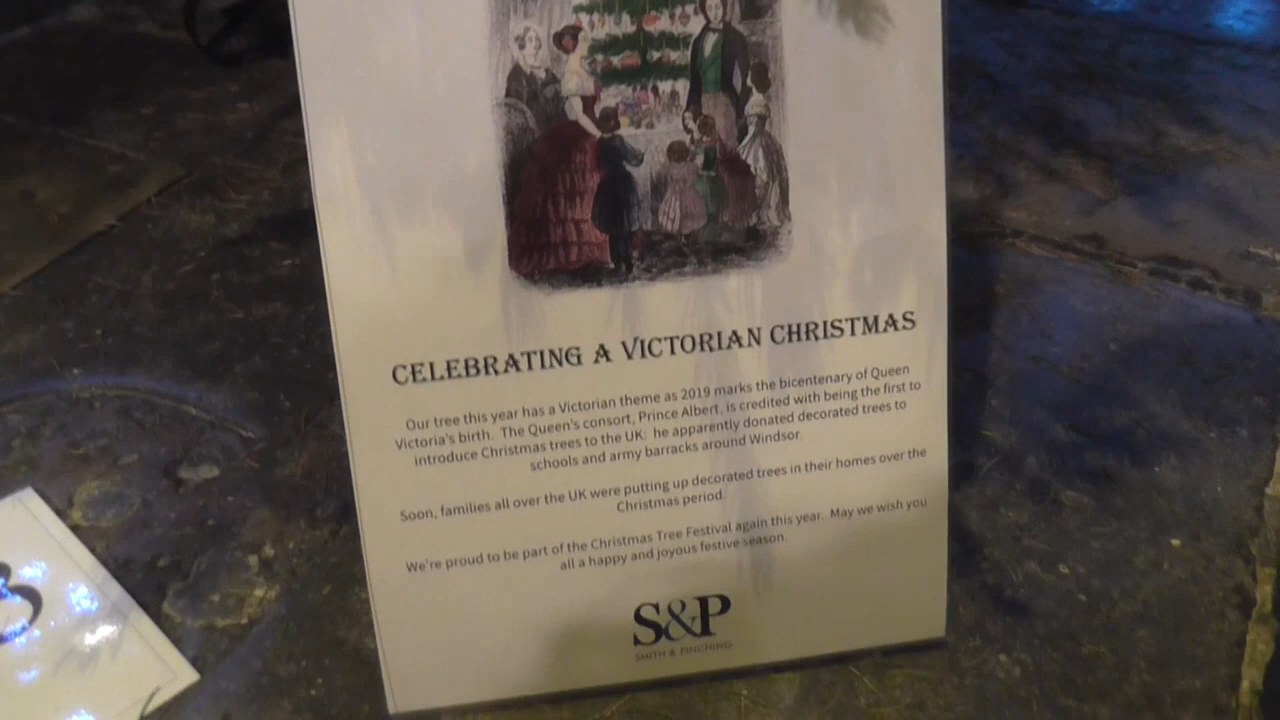 CELEBRATING A VICTORIAN CHRISTMAS
Our tree this year has a Victorian theme as 2019 marks the bicentenary of Queen
Victoria's birth. The Queen's consort, Prince Albert, is credited with being the first to
introduce Christmas trees to the UK: he apparently donated decorated trees to
schools and army barracks around Windsor.
Soon, families all over the UK were putting up decorated trees in their homes over the
Christmas period.
We're proud to be part of the Christmas Tree Festival again this year. May we wish you
all a happy and joyous festive season.
S&P
SMITH & PINCHING